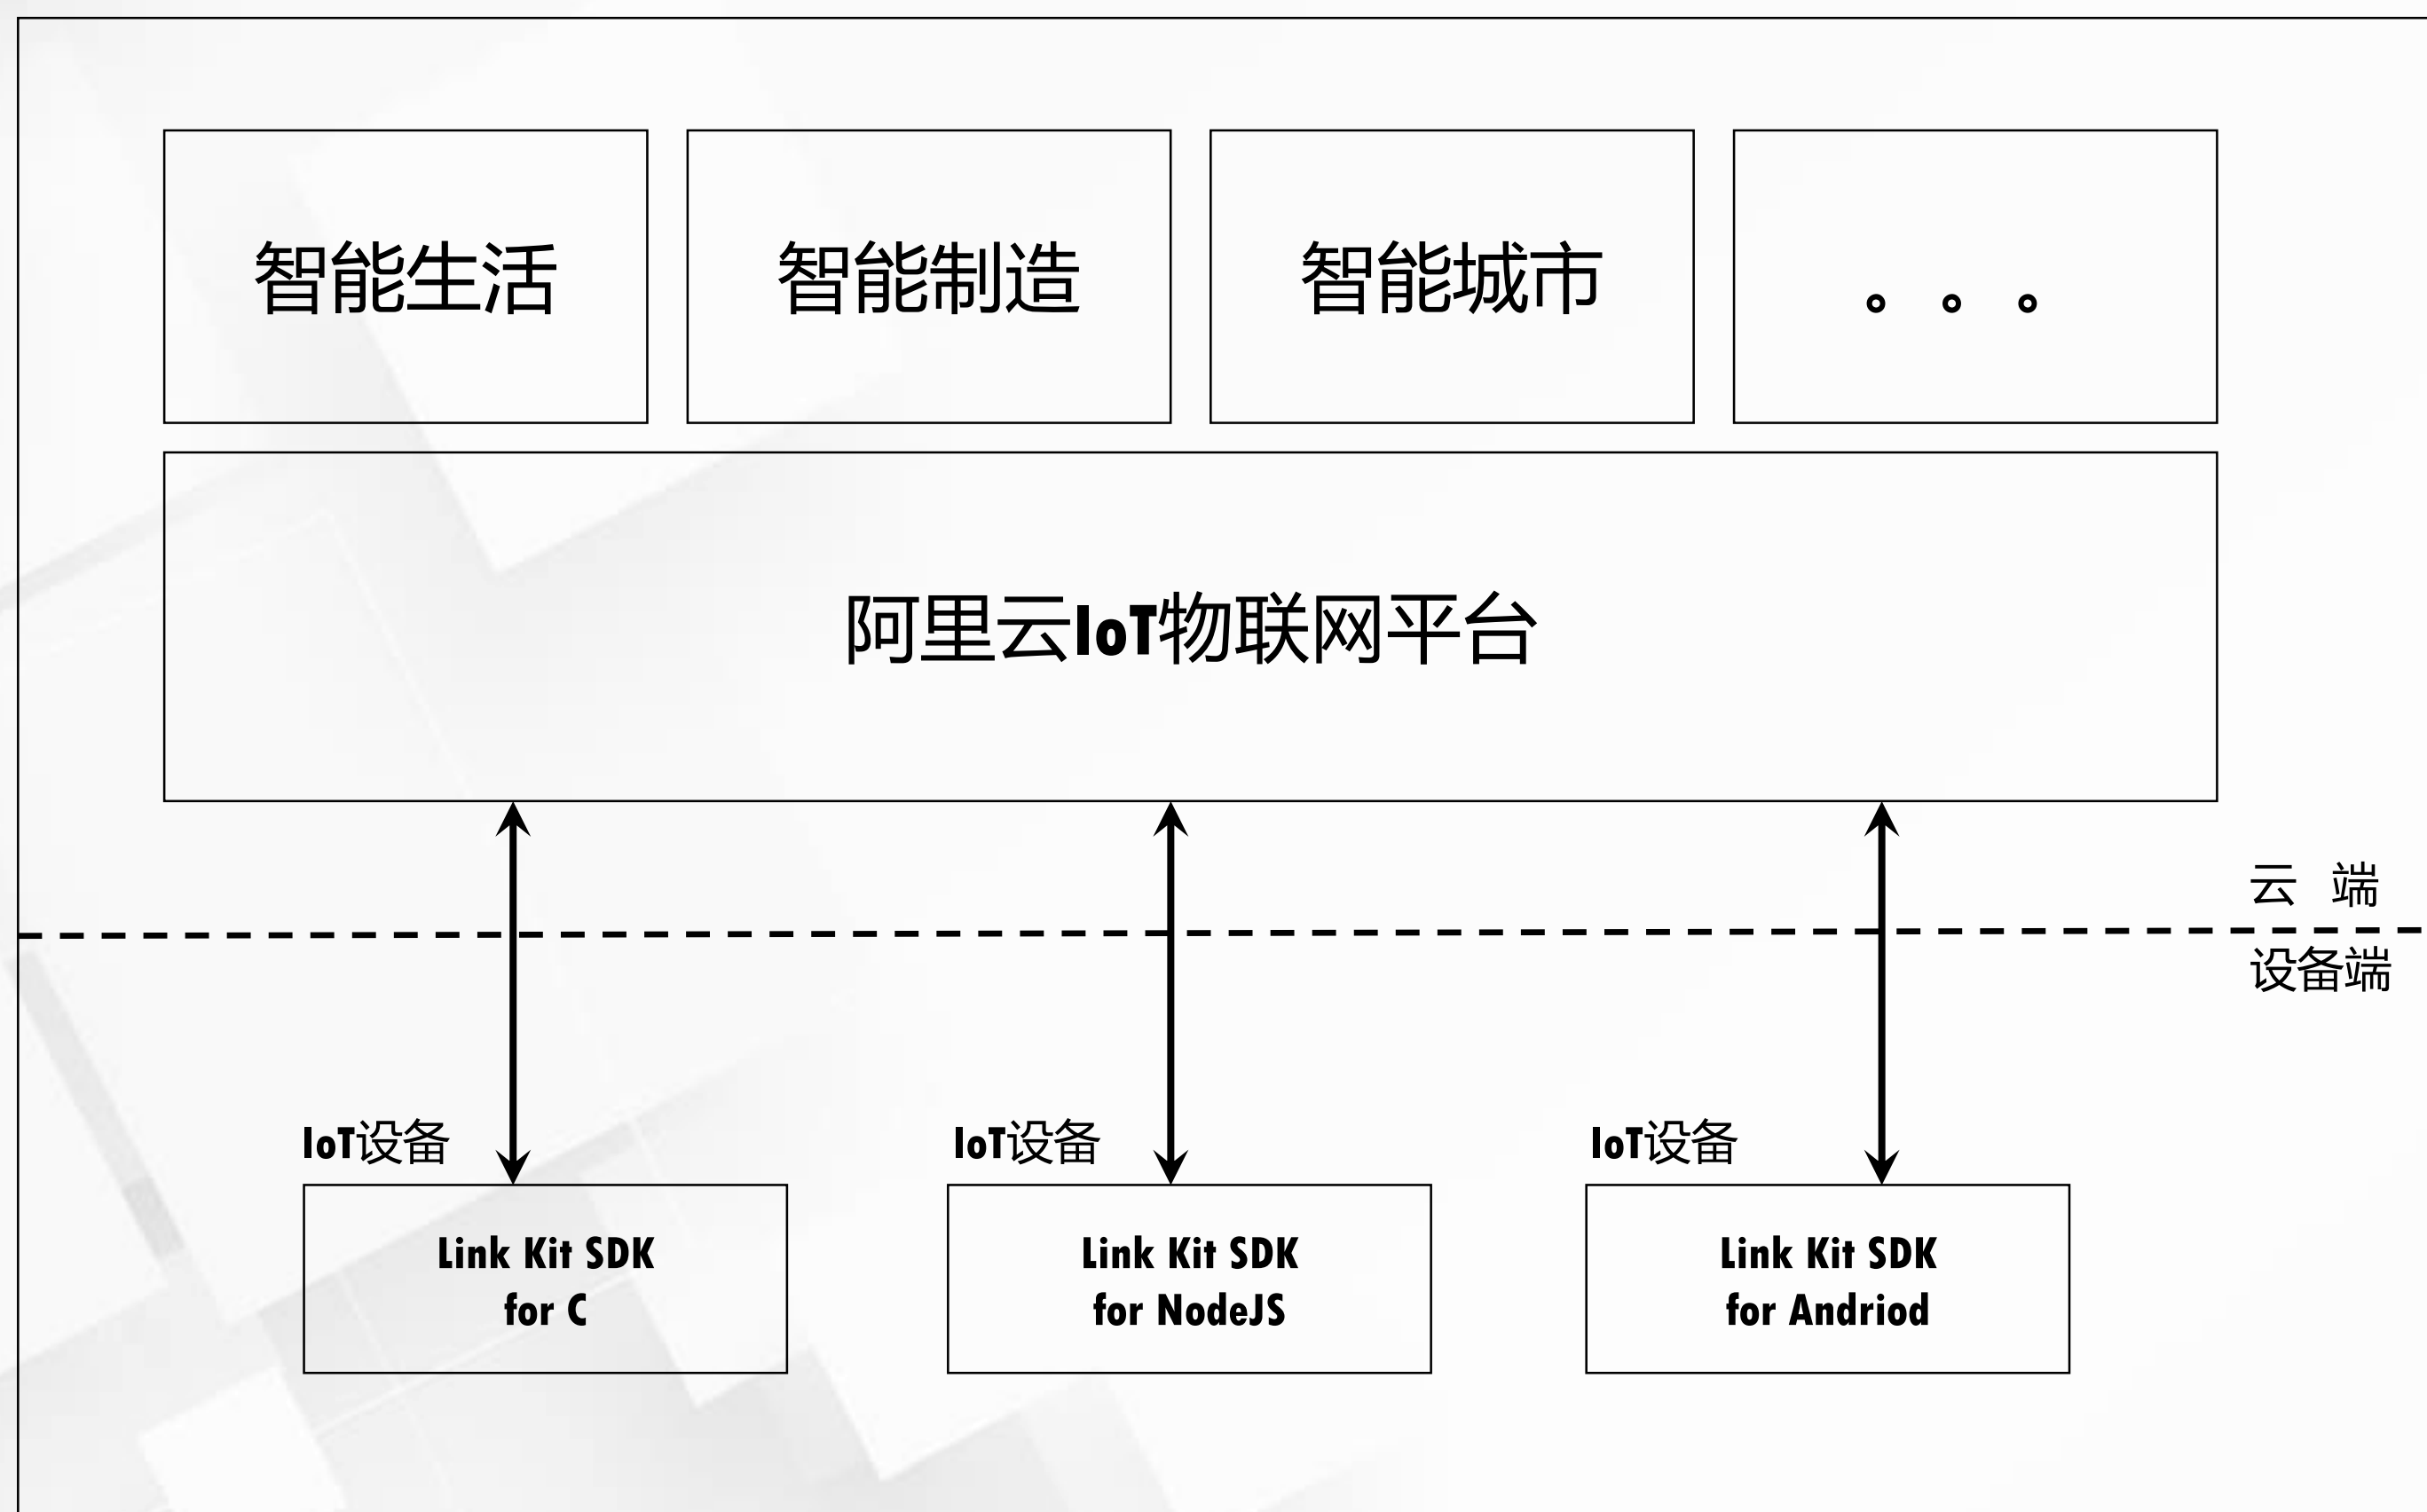 智能生活
智能制造
智能城市
。。。
阿里云IoT物联网平台
云 端
设备端
IoT设备
IoT设备
IoT设备
Link Kit SDK
for C
Link Kit SDK
for NodeJS
Link Kit SDK
for Andriod